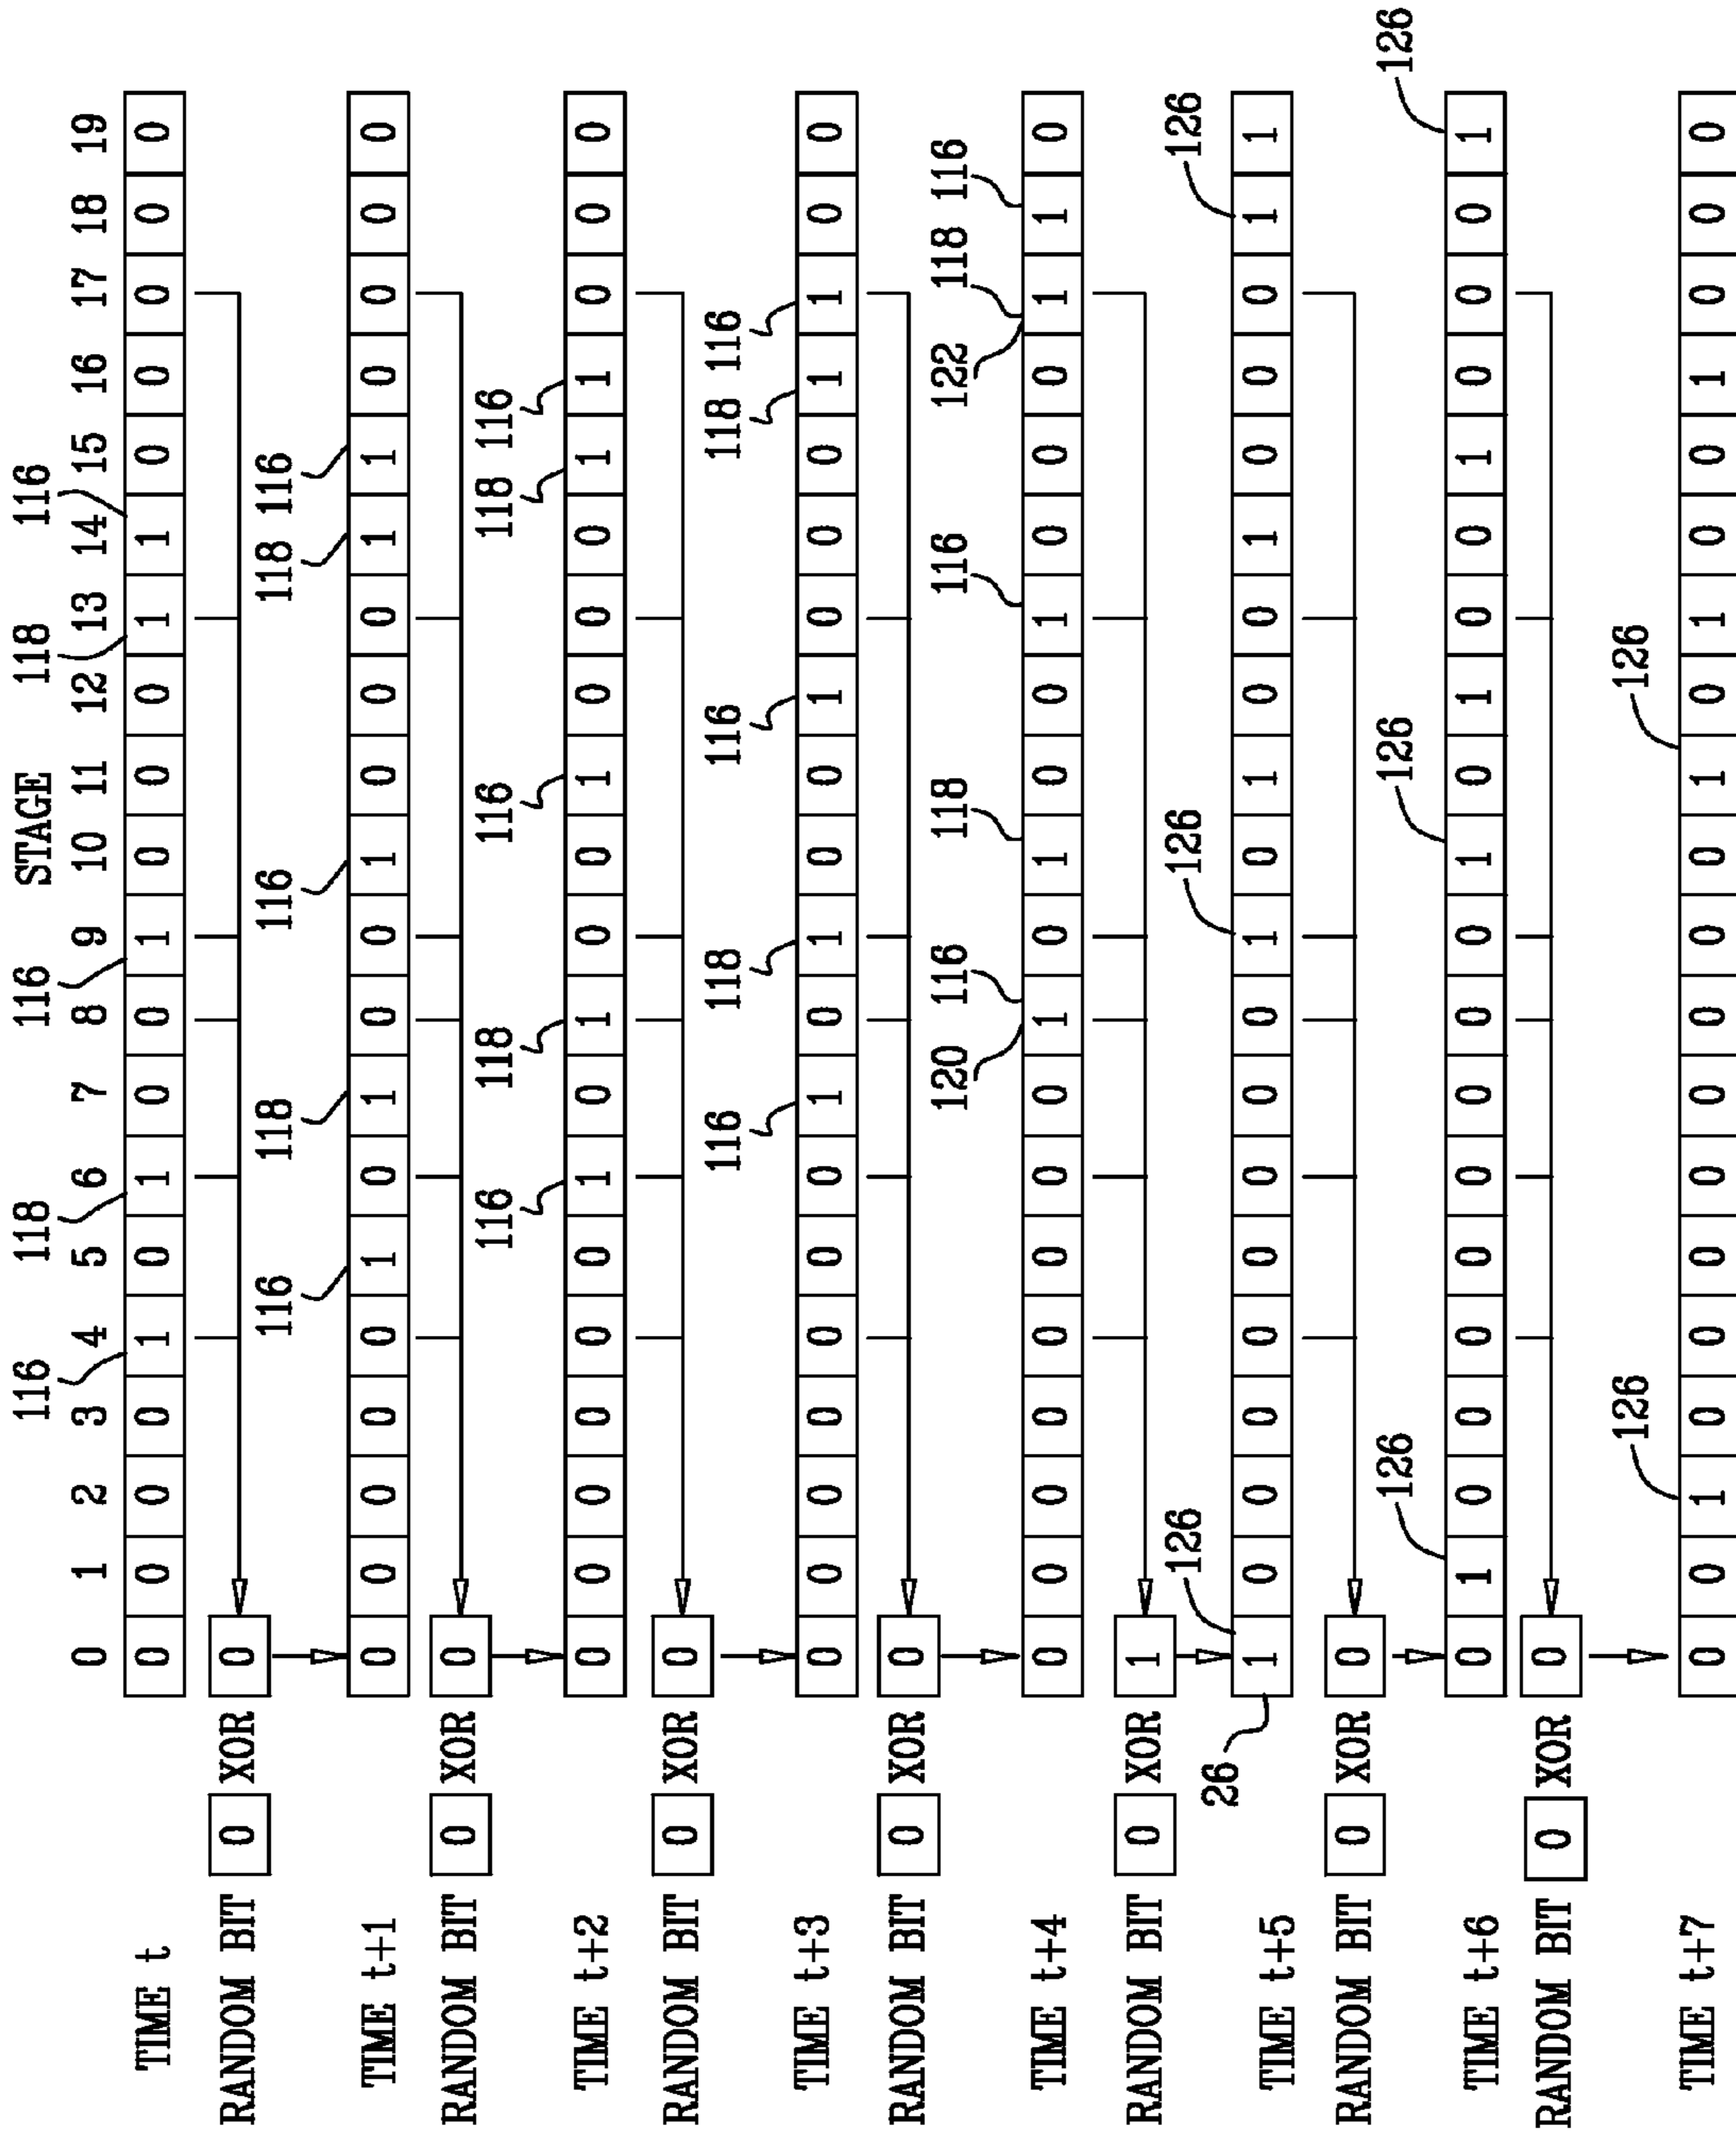 116 118 116 STAGE 118 116
0 1 2 3 4 5 6 7 8 9 10 11 12 13 14 15 16 17 18 19
TIME t 0 0 0 0 1 0 1 0 0 1 0 0 0 1 1 0 0 0 0 0
RANDOM BIT 0 XOR 0
116 118 116 118 116
TIME t+1 0 0 0 0 0 1 0 1 0 0 1 0 0 0 1 1 0 0 0 0
RANDOM BIT 0 XOR 0
116 118 116 118 116
TIME t+2 0 0 0 0 0 0 1 0 1 0 0 1 0 0 0 1 1 0 0 0
RANDOM BIT 0 XOR 0
116 118 116 118 116
TIME t+3 0 0 0 0 0 0 0 1 0 1 0 0 1 0 0 0 1 1 0 0
RANDOM BIT 0 XOR 0
120 116 118 116 122 118 116
TIME t+4 0 0 0 0 0 0 0 0 1 0 1 0 0 1 0 0 0 1 1 0
RANDOM BIT 0 XOR 1
126 126 126
26
TIME t+5 1 0 0 0 0 0 0 0 0 1 0 1 0 0 1 0 0 0 1 1
RANDOM BIT 0 XOR 0
126 126 126
TIME t+6 0 1 0 0 0 0 0 0 0 0 1 0 1 0 0 1 0 0 0 1
RANDOM BIT 0 XOR 0
126 126
TIME t+7 0 0 1 0 0 0 0 0 0 0 0 1 0 1 0 0 1 0 0 0